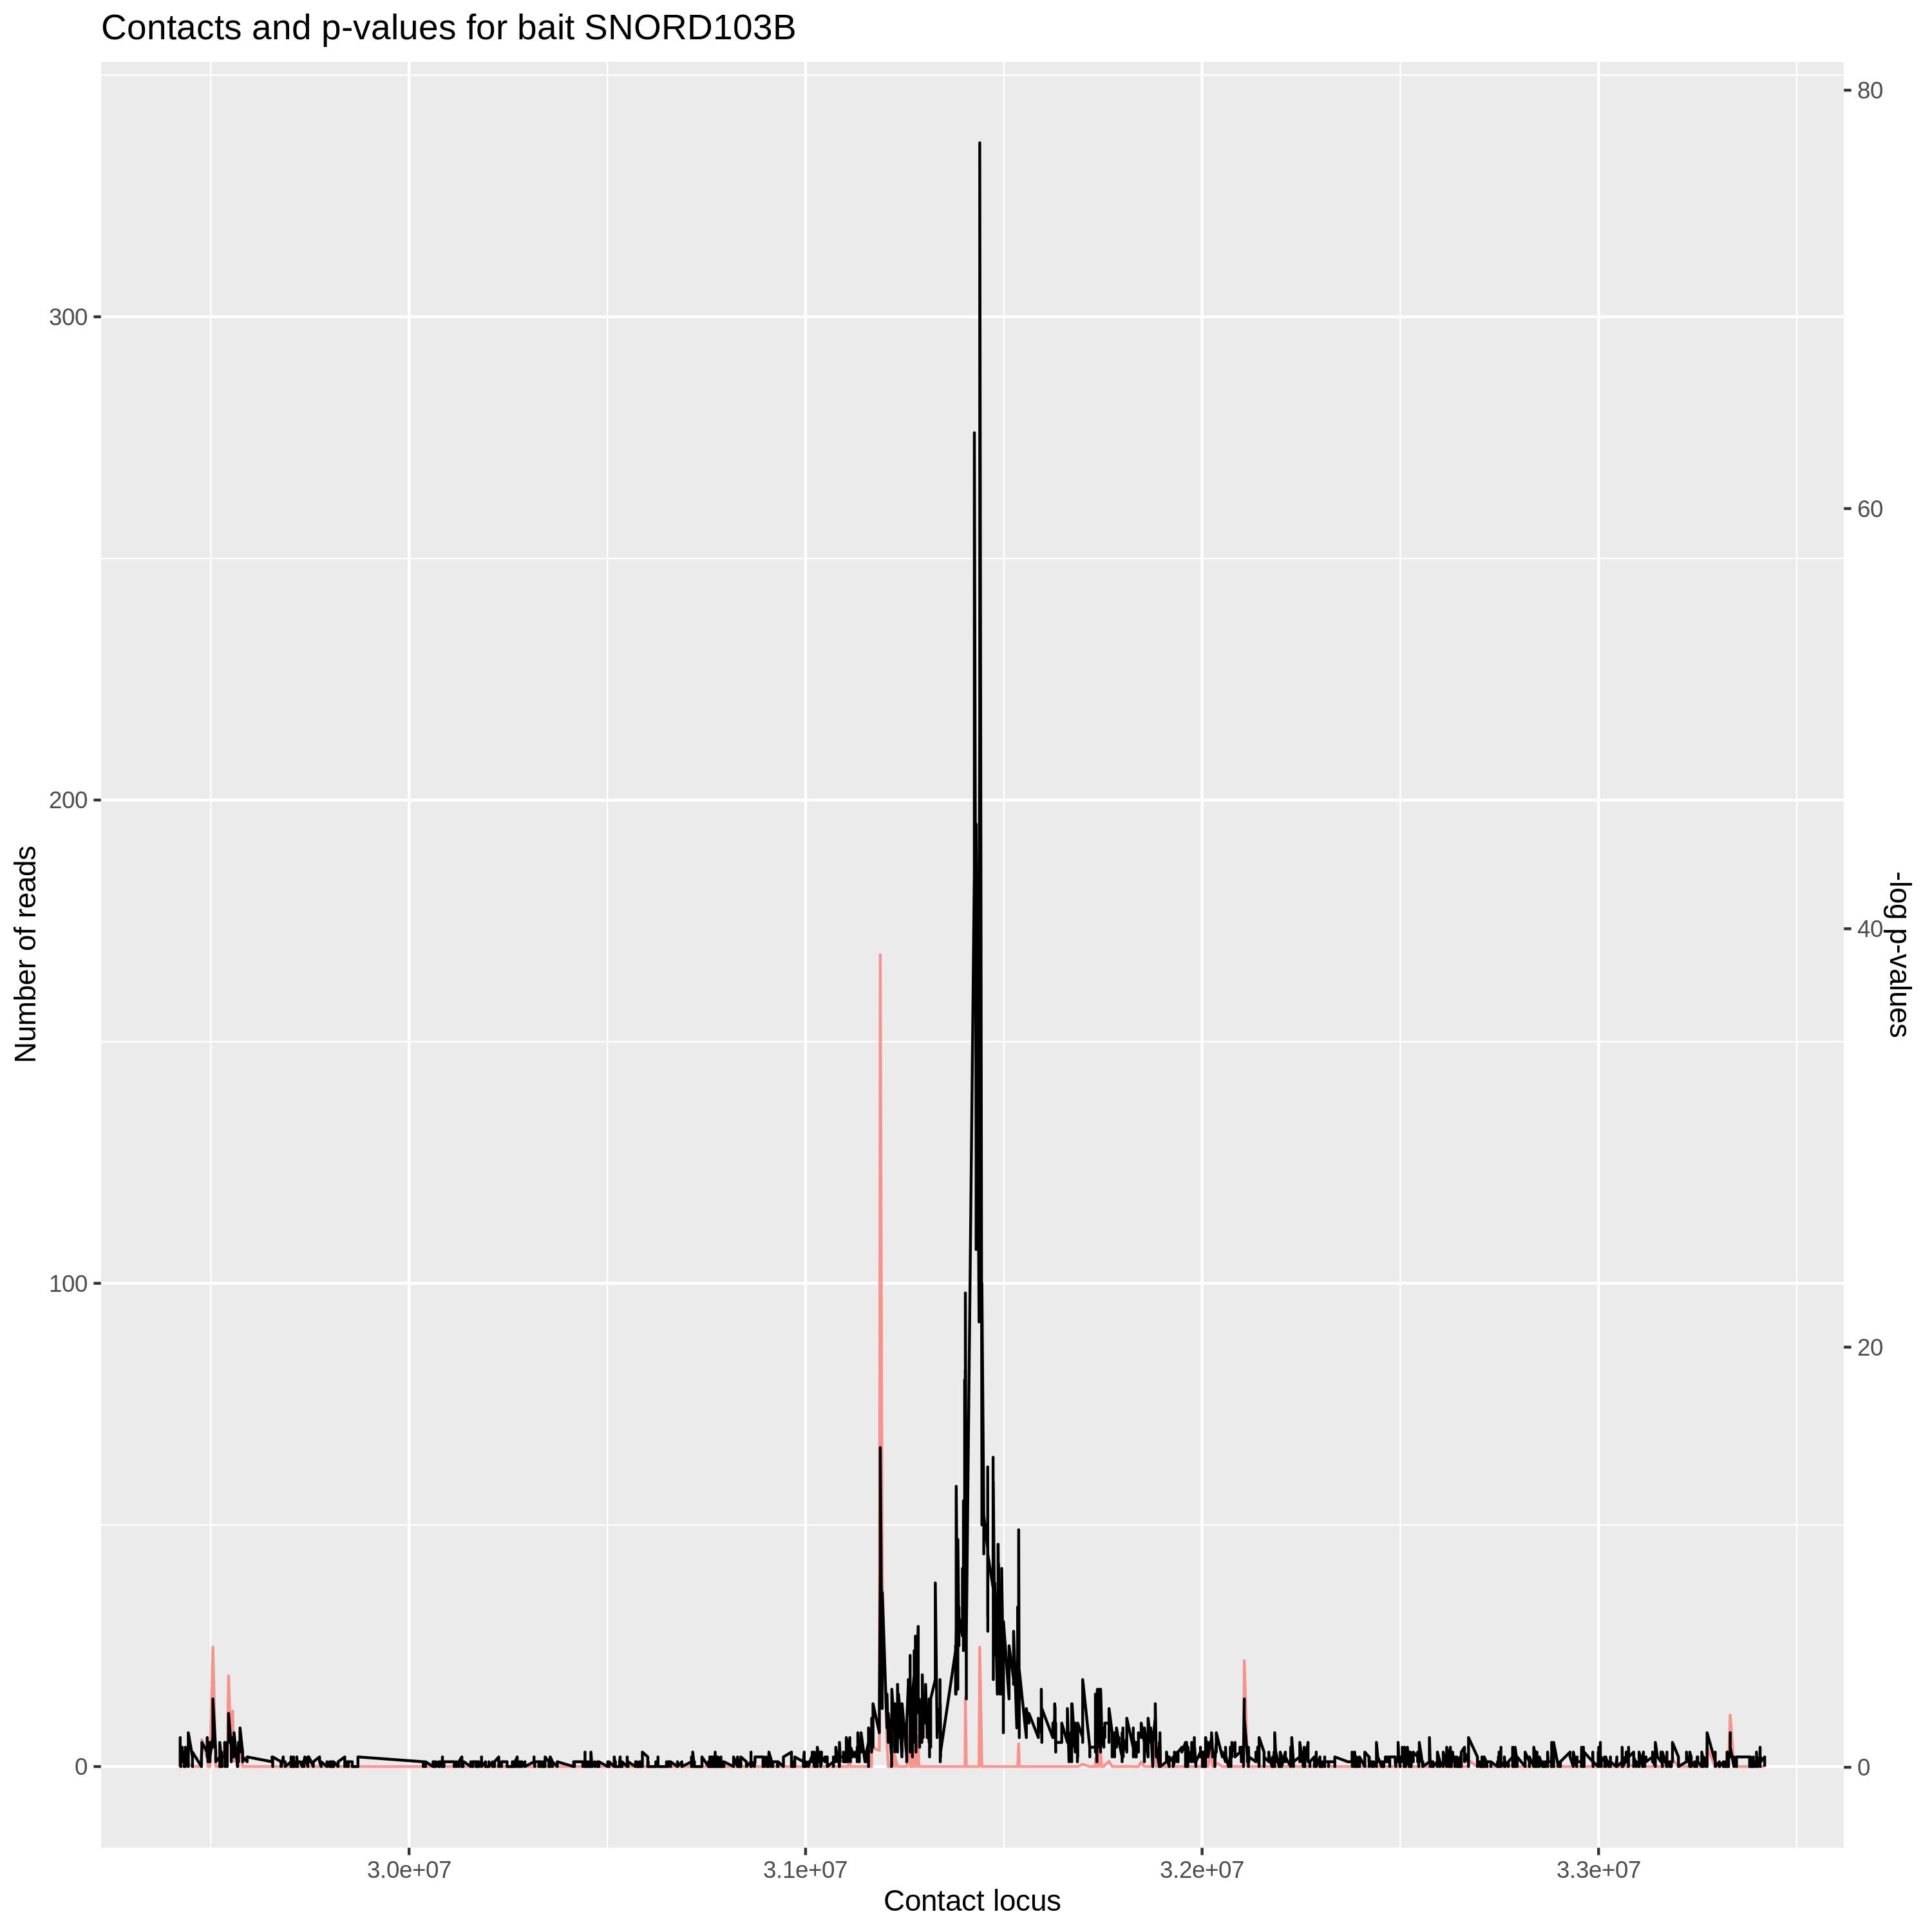 Contacts and p-values for bait SNORD103B
80
300
60
200
Number of reads
-log p-values
40
100
20
0
0
3.0e+07
3.1e+07
3.2e+07
3.3e+07
Contact locus